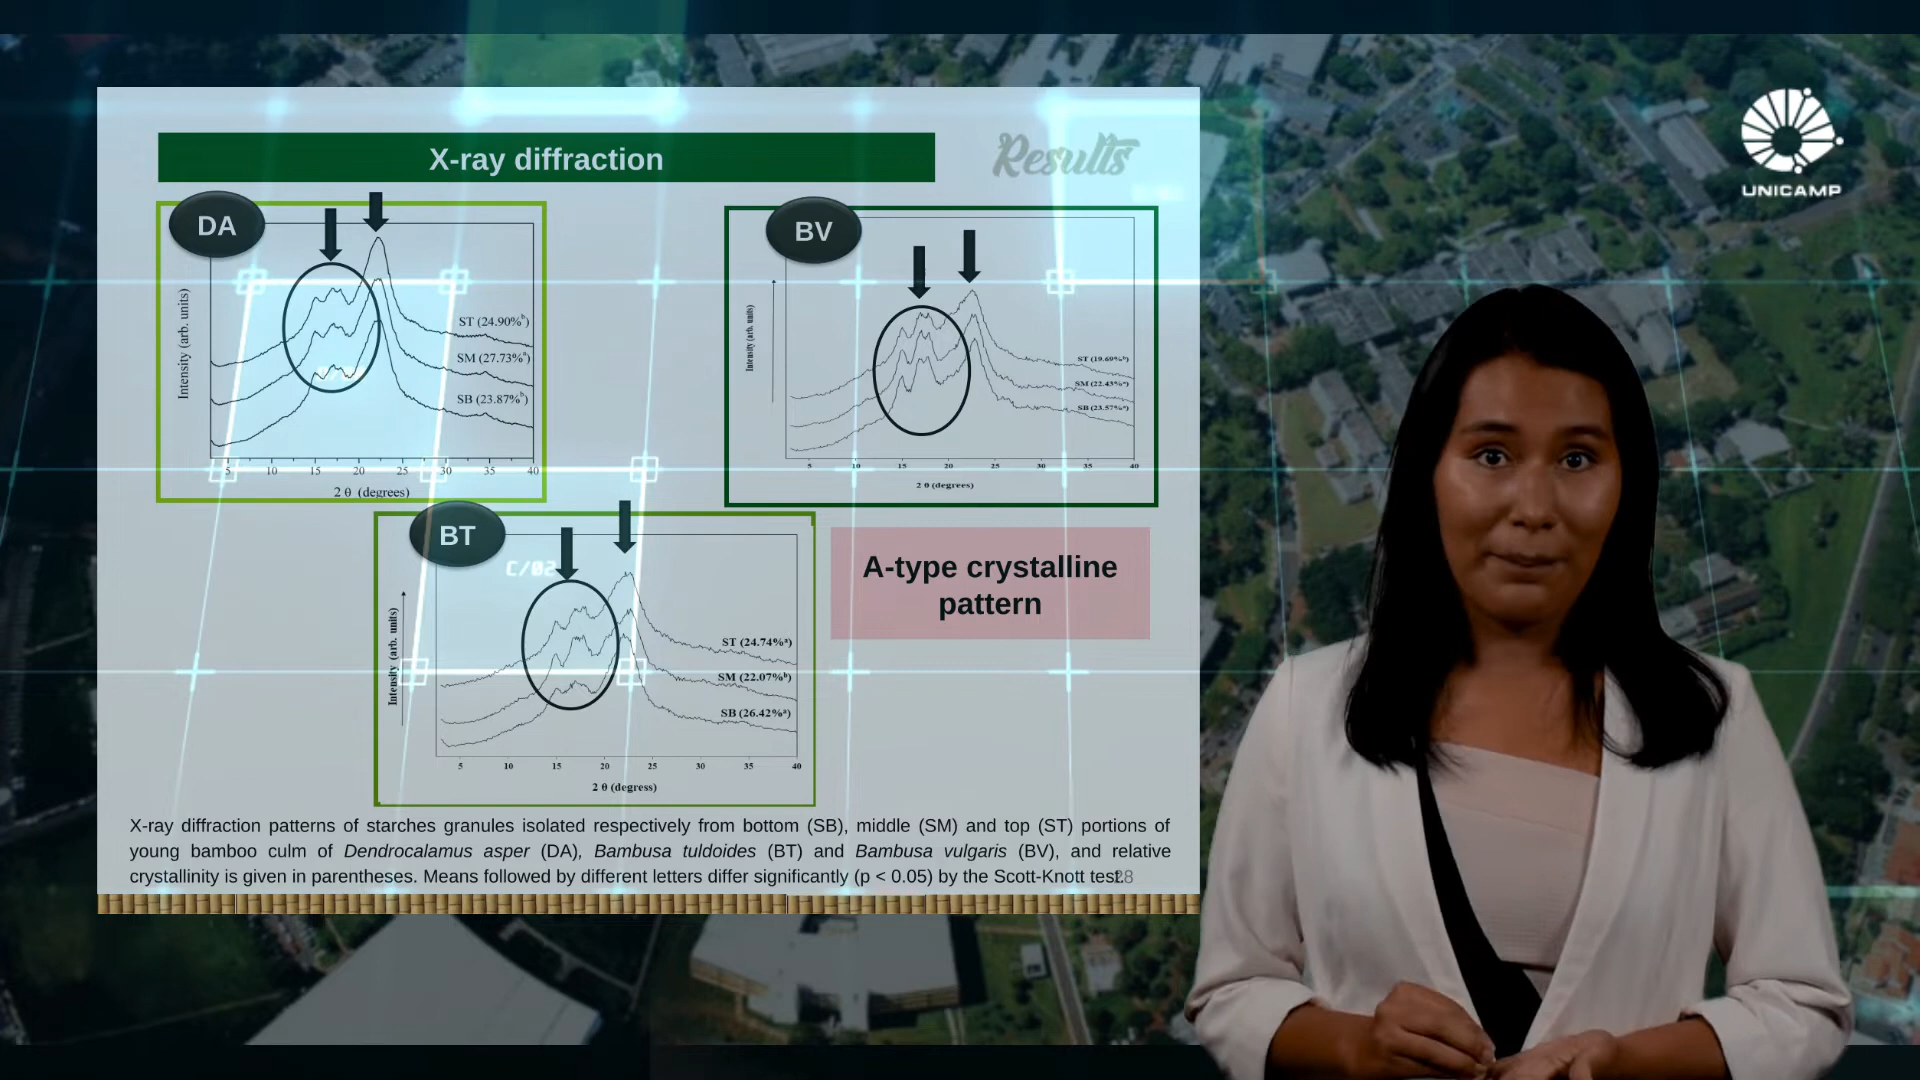 X-ray diffraction
Results
UNICAMP
DA
Intensity (arb. units)
ST (24.90%ᵇ)
SM (27.73%ᵃ)
SB (23.87%ᵇ)
5 10 15 20 25 30 35 40
2 θ (degrees)
BV
Intensity (arb. units)
ST (19.69%ᵇ)
SM (22.43%ᵃ)
SB (23.57%ᵃ)
5 10 15 20 25 30 35 40
2 θ (degrees)
BT
C/02
Intensity (arb. units)
ST (24.74%ᵃ)
SM (22.07%ᵇ)
SB (26.42%ᵃ)
5 10 15 20 25 30 35 40
2 θ (degress)
A-type crystalline
pattern
X-ray diffraction patterns of starches granules isolated respectively from bottom (SB), middle (SM) and top (ST) portions of
young bamboo culm of Dendrocalamus asper (DA), Bambusa tuldoides (BT) and Bambusa vulgaris (BV), and relative
crystallinity is given in parentheses. Means followed by different letters differ significantly (p < 0.05) by the Scott-Knott test.
28